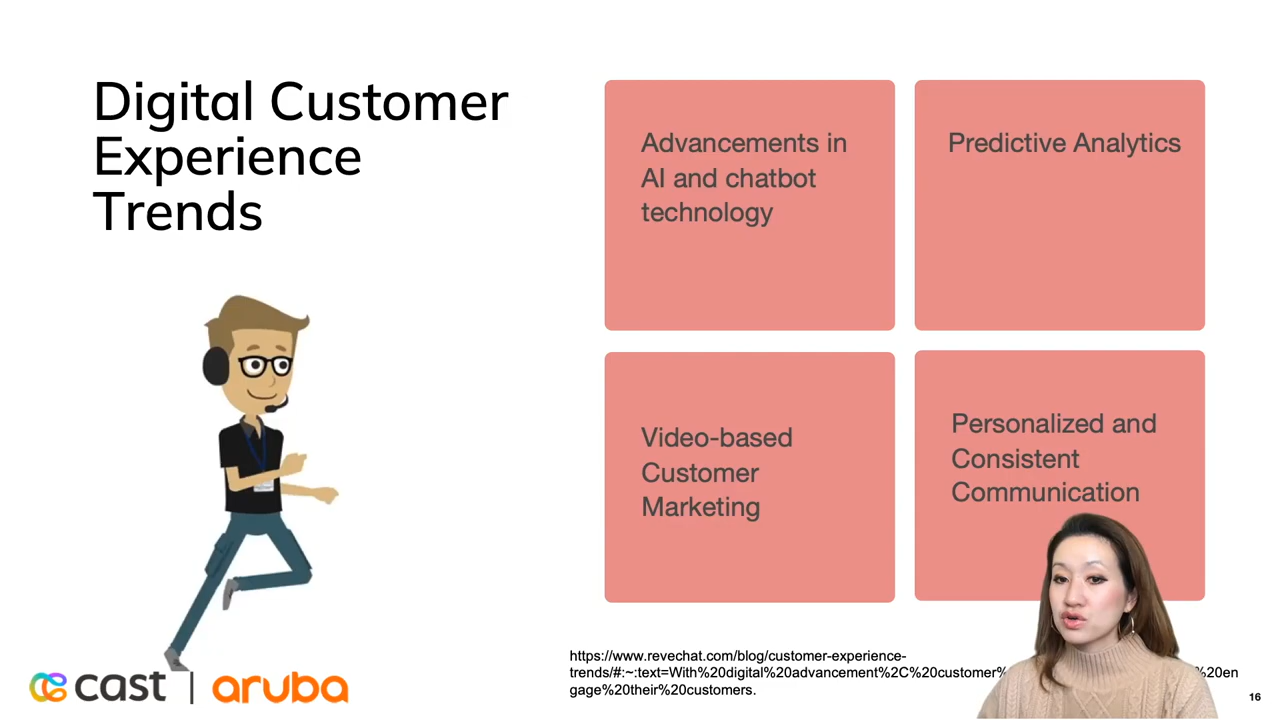 Digital Customer
Experience
Trends
Advancements in
AI and chatbot
technology
Predictive Analytics
Video-based
Customer
Marketing
Personalized and
Consistent
Communication
https://www.revechat.com/blog/customer-experience-
trends/#:~:text=With%20digital%20advancement%2C%20customer% %20en
gage%20their%20customers.
cast | aruba
16